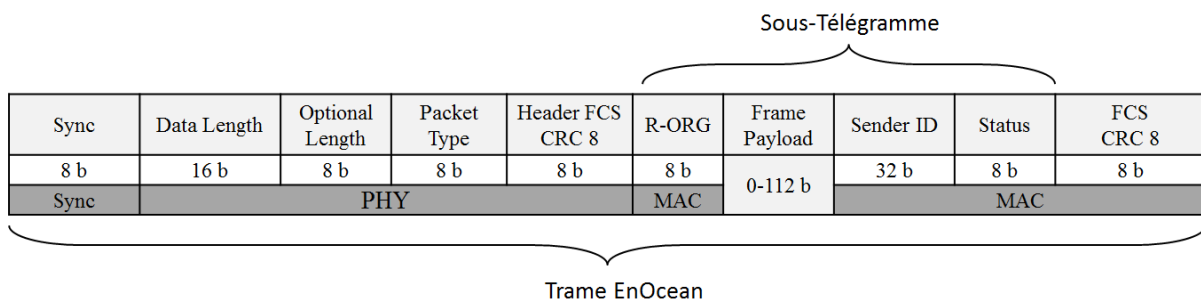 Sous-Télégramme
Sync Data Length Optional Length Packet Type Header FCS CRC 8 R-ORG Frame Payload Sender ID Status FCS CRC 8
8 b 16 b 8 b 8 b 8 b 8 b 0-112 b 32 b 8 b 8 b
Sync PHY MAC MAC
Trame EnOcean